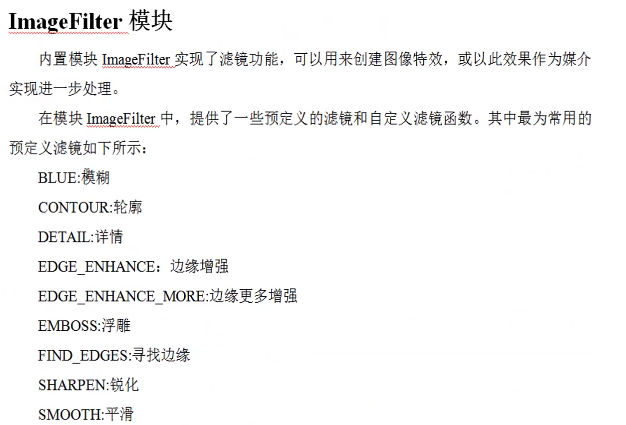 ImageFilter 模块
内置模块 ImageFilter 实现了滤镜功能，可以用来创建图像特效，或以此效果作为媒介
实现进一步处理。
在模块 ImageFilter 中，提供了一些预定义的滤镜和自定义滤镜函数。其中最为常用的
预定义滤镜如下所示：
BLUE:模糊
CONTOUR:轮廓
DETAIL:详情
EDGE_ENHANCE：边缘增强
EDGE_ENHANCE_MORE:边缘更多增强
EMBOSS:浮雕
FIND_EDGES:寻找边缘
SHARPEN:锐化
SMOOTH:平滑